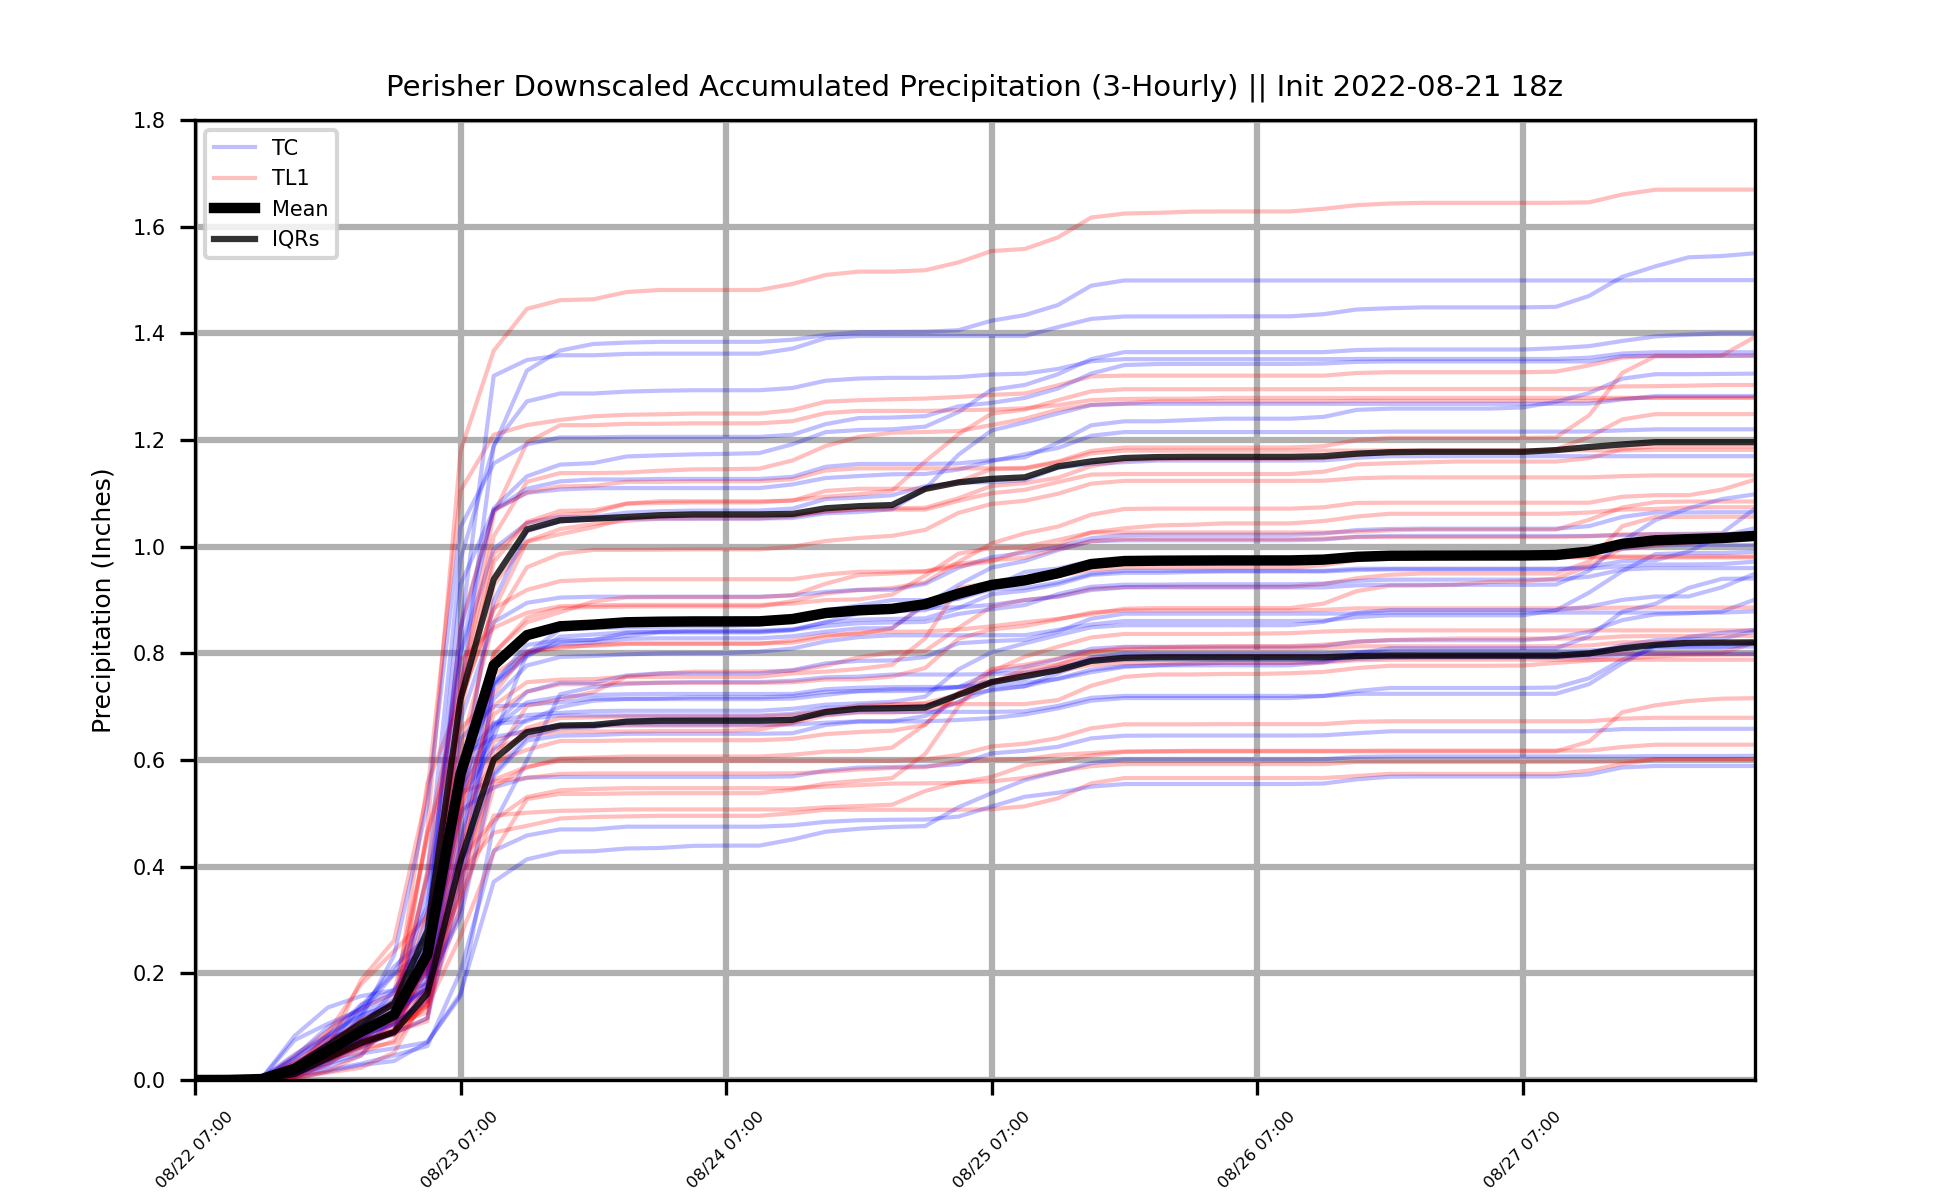 Perisher Downscaled Accumulated Precipitation (3-Hourly) || Init 2022-08-21 18z
TC
TL1
Mean
IQRs
Precipitation (Inches)
1.8
1.6
1.4
1.2
1.0
0.8
0.6
0.4
0.2
0.0
08/22 07:00
08/23 07:00
08/24 07:00
08/25 07:00
08/26 07:00
08/27 07:00